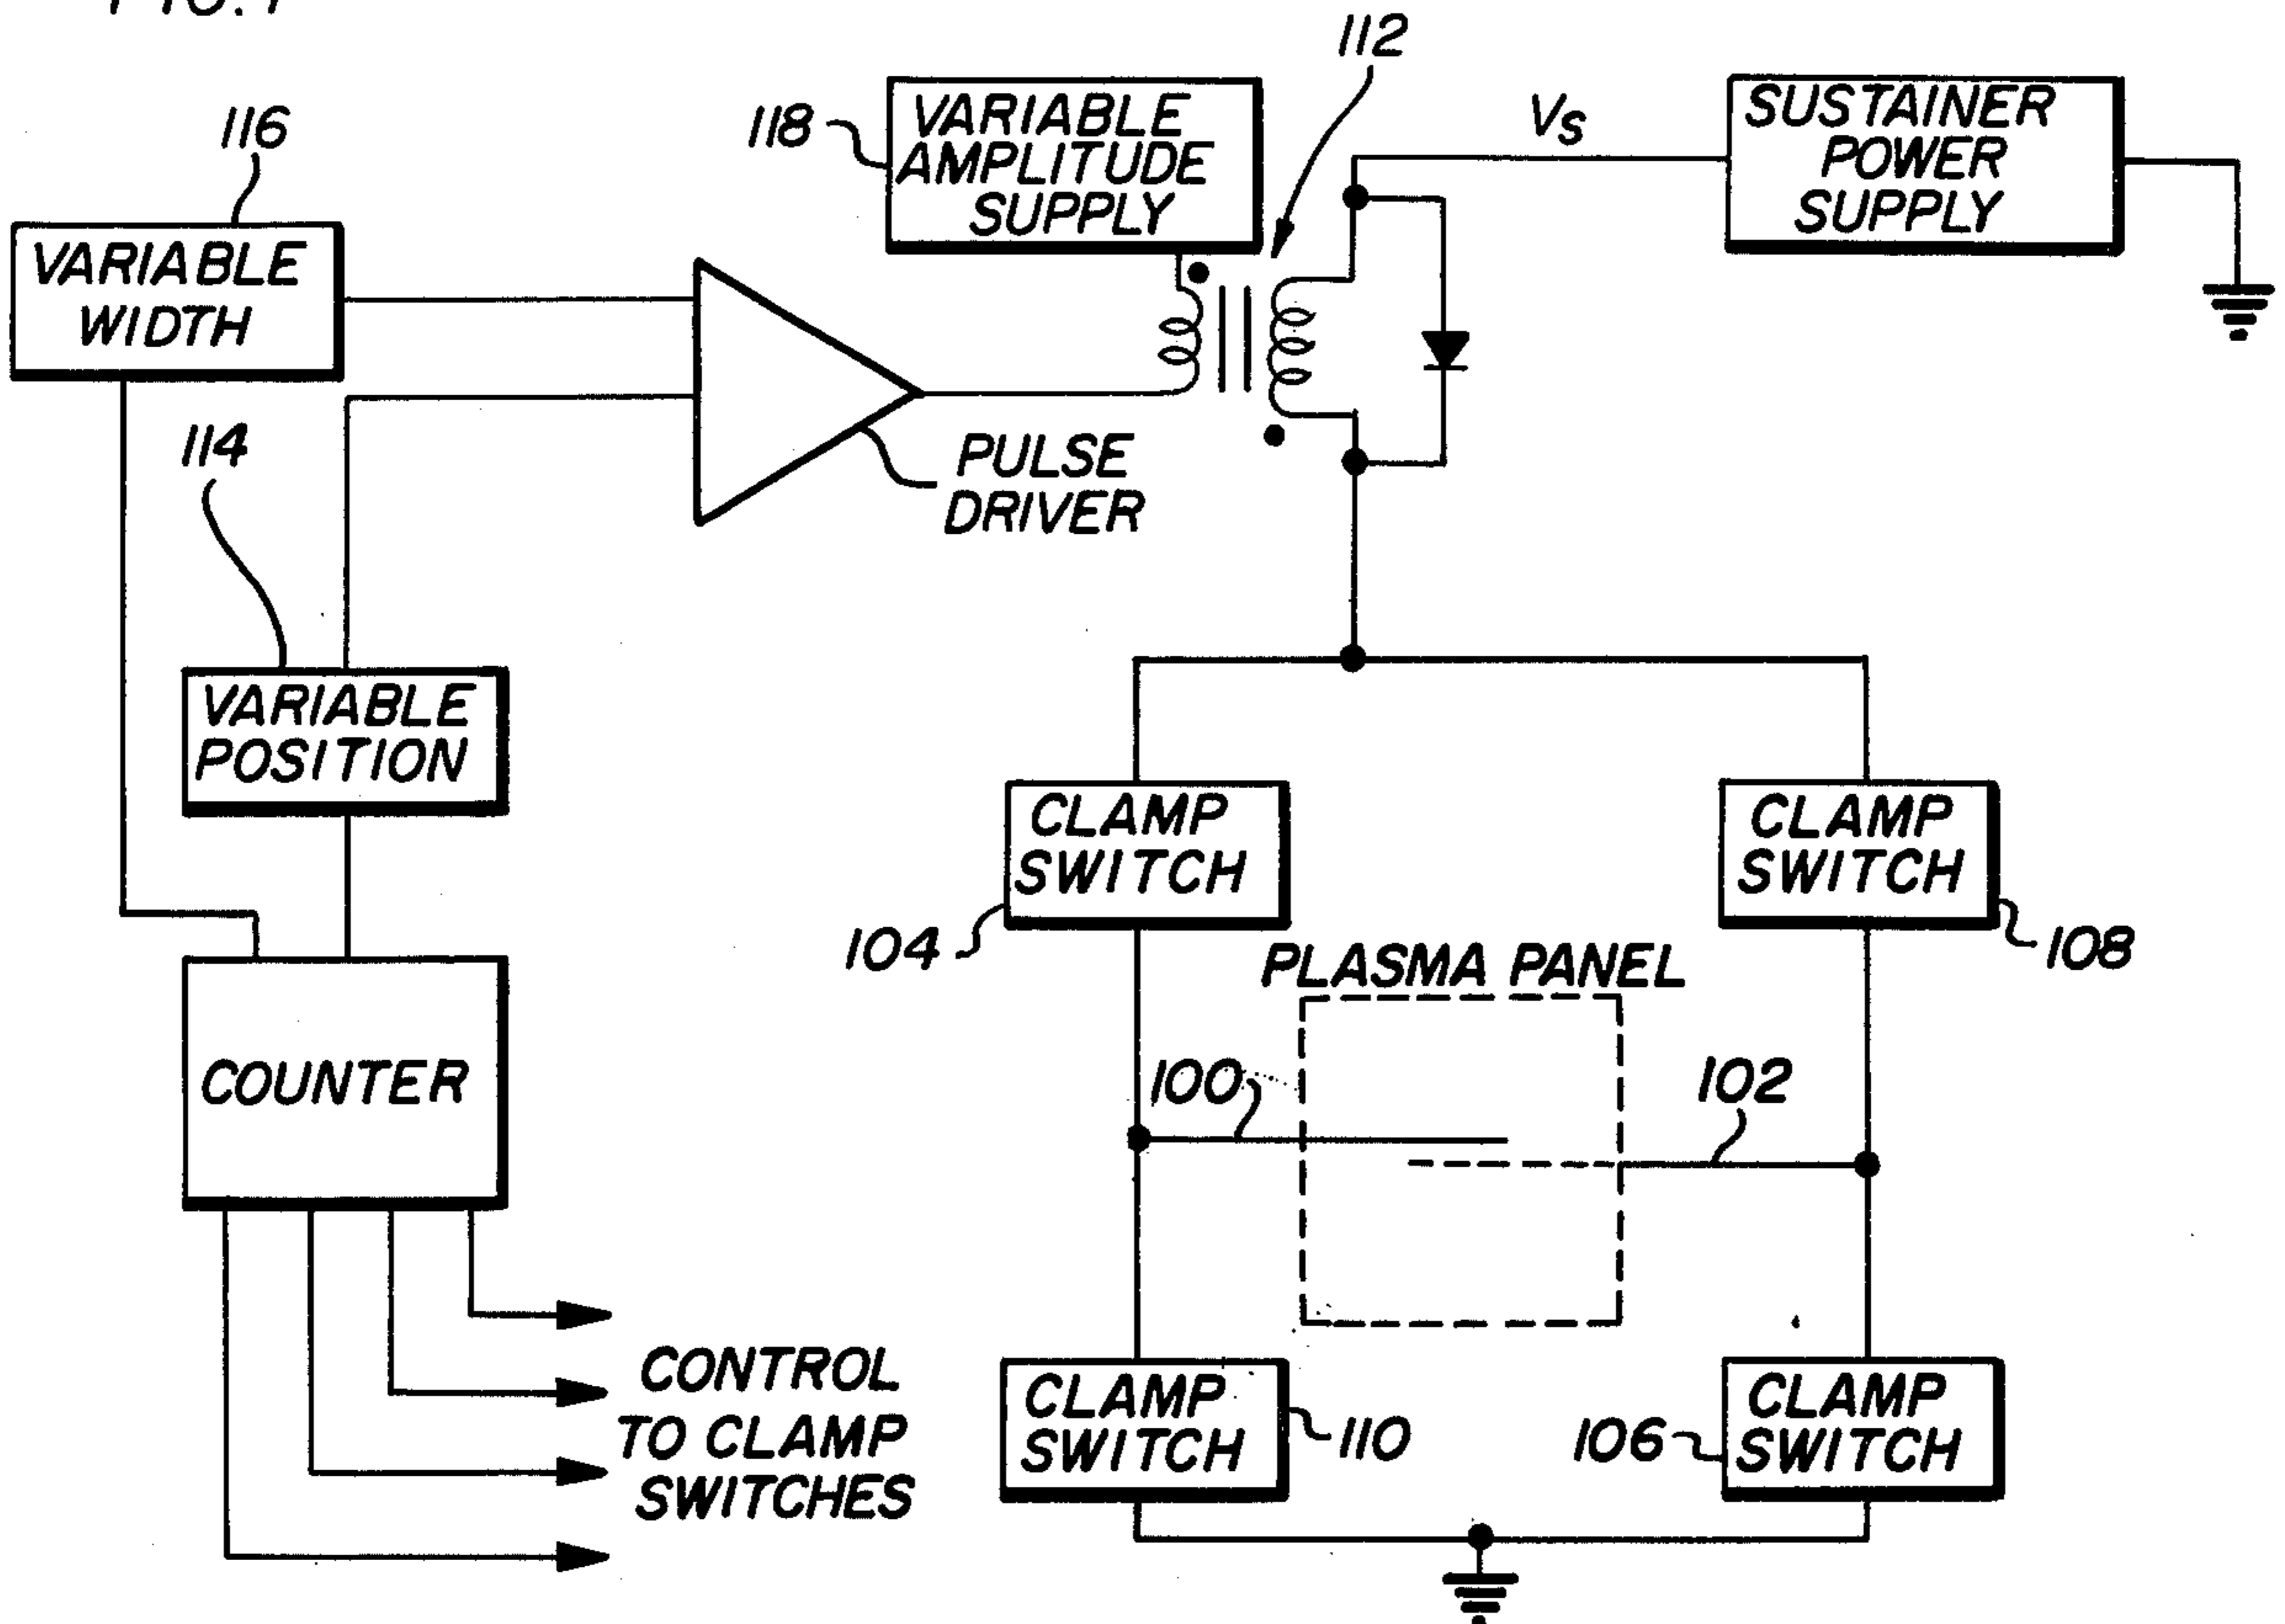 112
116
118
VARIABLE
AMPLITUDE
SUPPLY
Vs
SUSTAINER
POWER
SUPPLY
VARIABLE
WIDTH
114
PULSE
DRIVER
VARIABLE
POSITION
CLAMP
SWITCH
CLAMP
SWITCH
104
108
PLASMA PANEL
COUNTER
100
102
CONTROL
TO CLAMP
SWITCHES
CLAMP
SWITCH
110
106
CLAMP
SWITCH